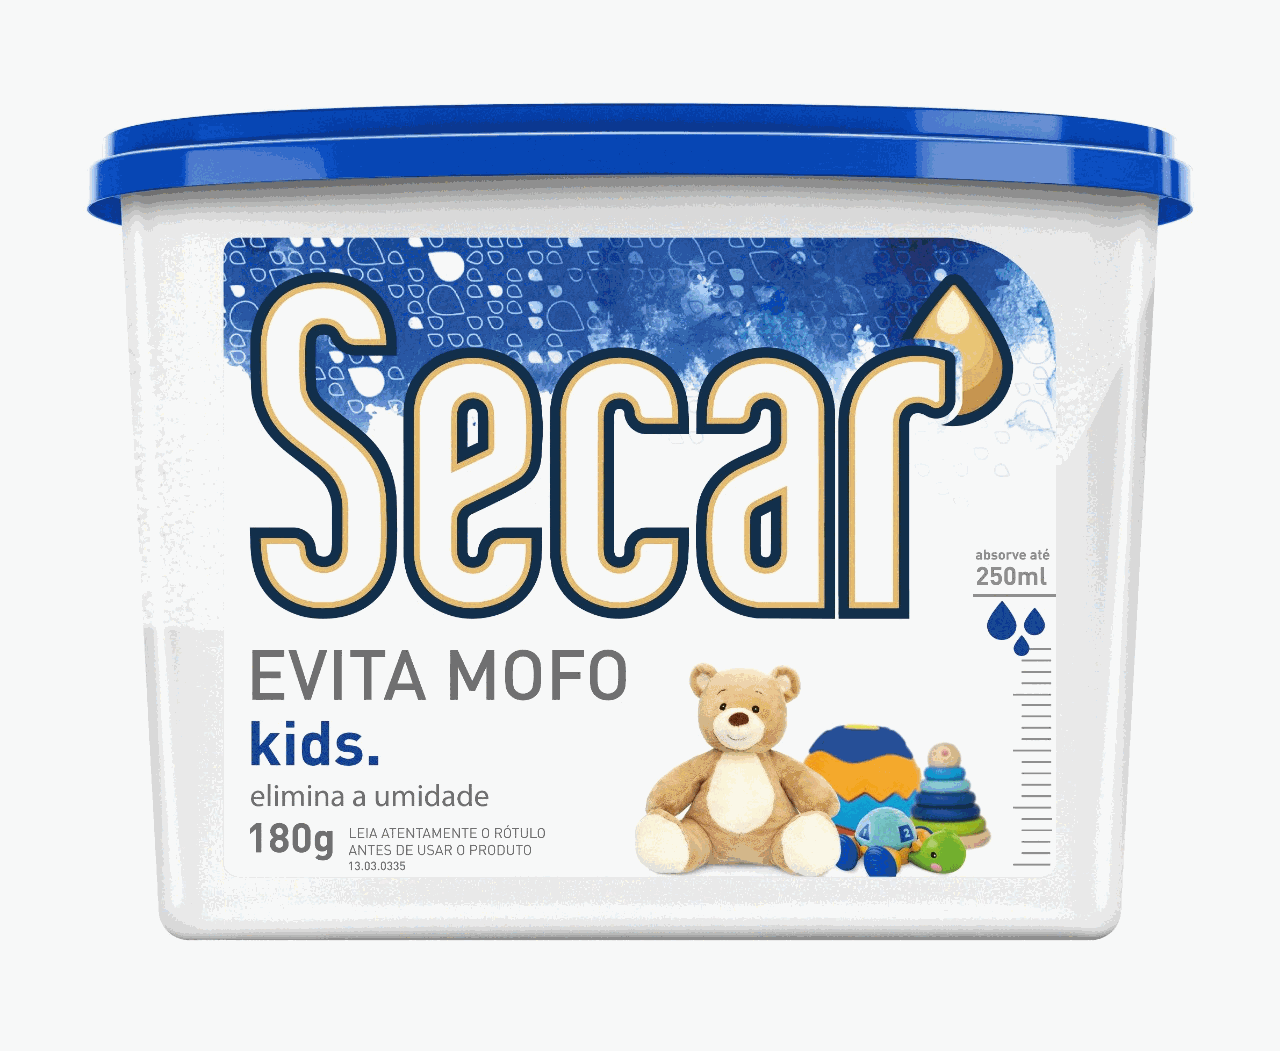 Secar
absorve até
250ml
EVITA MOFO
kids.
elimina a umidade
180g
LEIA ATENTAMENTE O RÓTULO
ANTES DE USAR O PRODUTO
13.03.0335
2